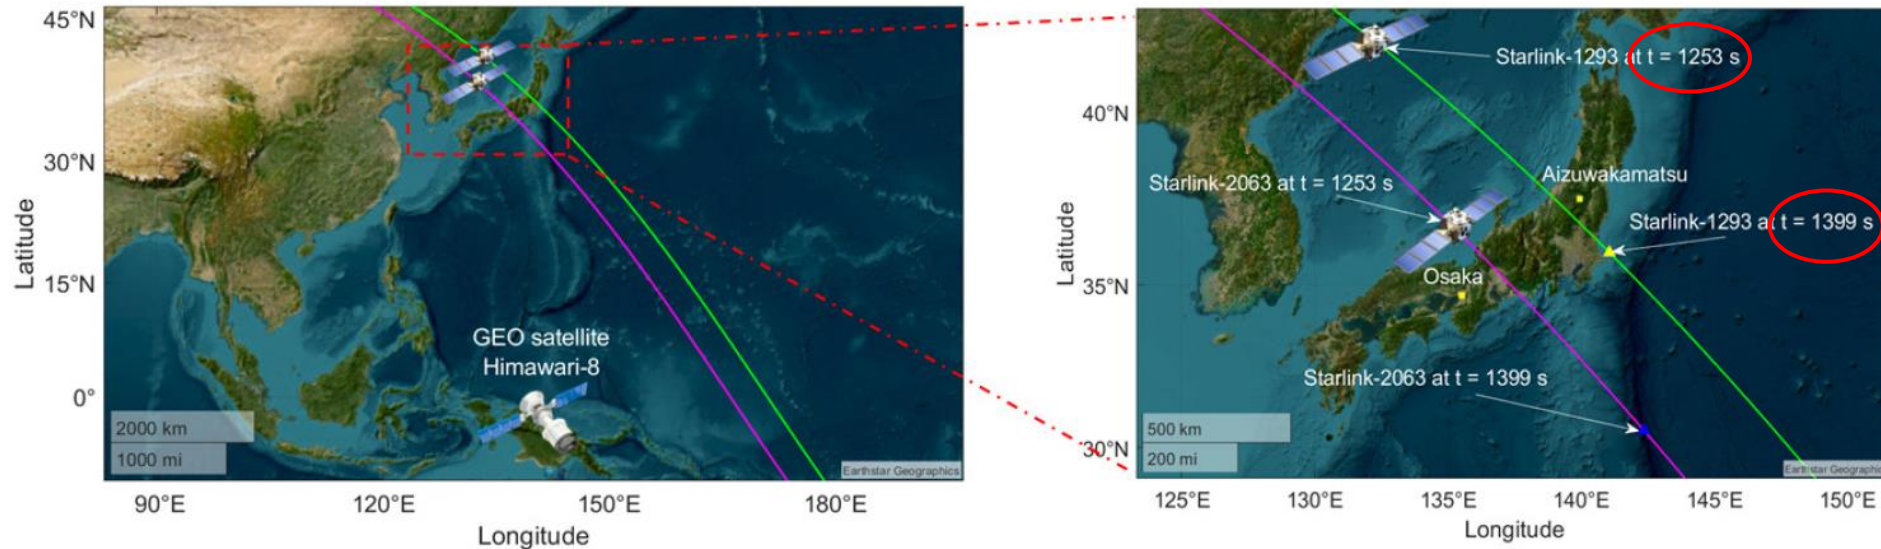 45°N
30°N
15°N
0°
Latitude
90°E
120°E
150°E
180°E
Longitude
GEO satellite
Himawari-8
2000 km
1000 mi
Earthstar Geographics
40°N
35°N
30°N
Latitude
125°E
130°E
135°E
140°E
145°E
150°E
Longitude
Starlink-1293 at t = 1253 s
Starlink-2063 at t = 1253 s
Aizuwakamatsu
Starlink-1293 at t = 1399 s
Osaka
Starlink-2063 at t = 1399 s
500 km
200 mi
Earthstar Geographic